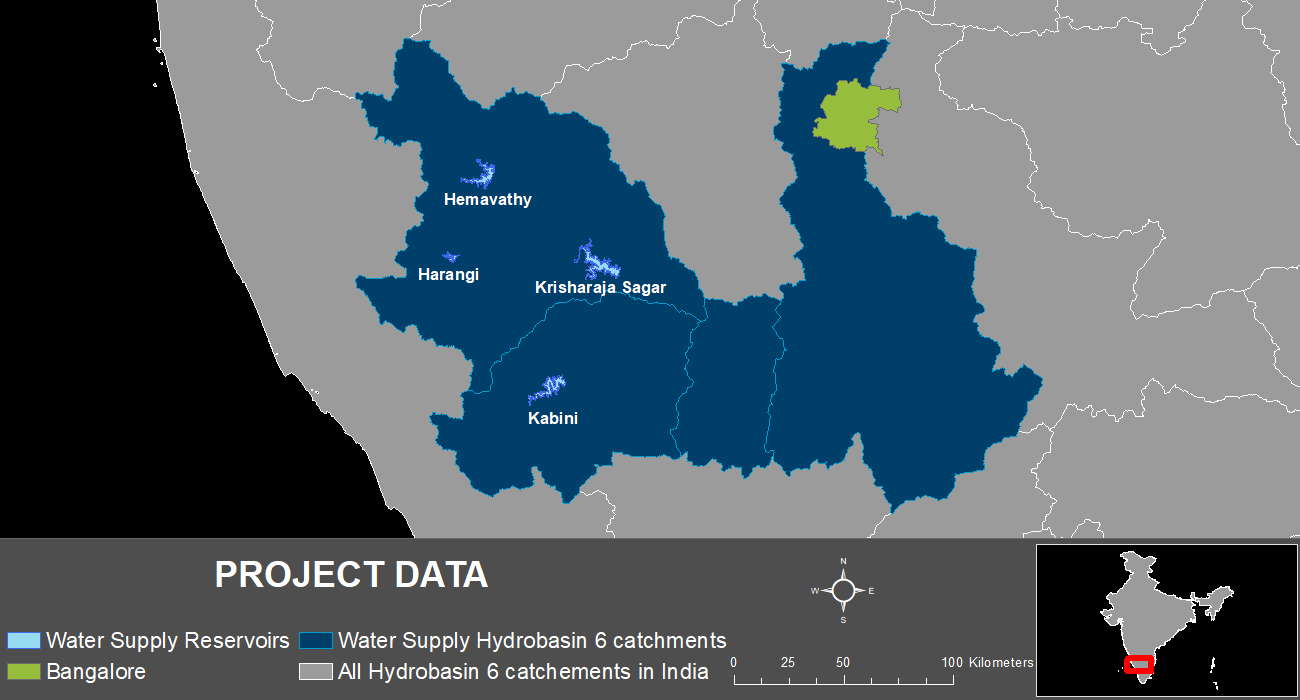 Hemavathy
Harangi
Krisharaja Sagar
Kabini
PROJECT DATA
Water Supply Reservoirs
Water Supply Hydrobasin 6 catchments
Bangalore
All Hydrobasin 6 catchements in India
N
W E
S
0 25 50 100 Kilometers